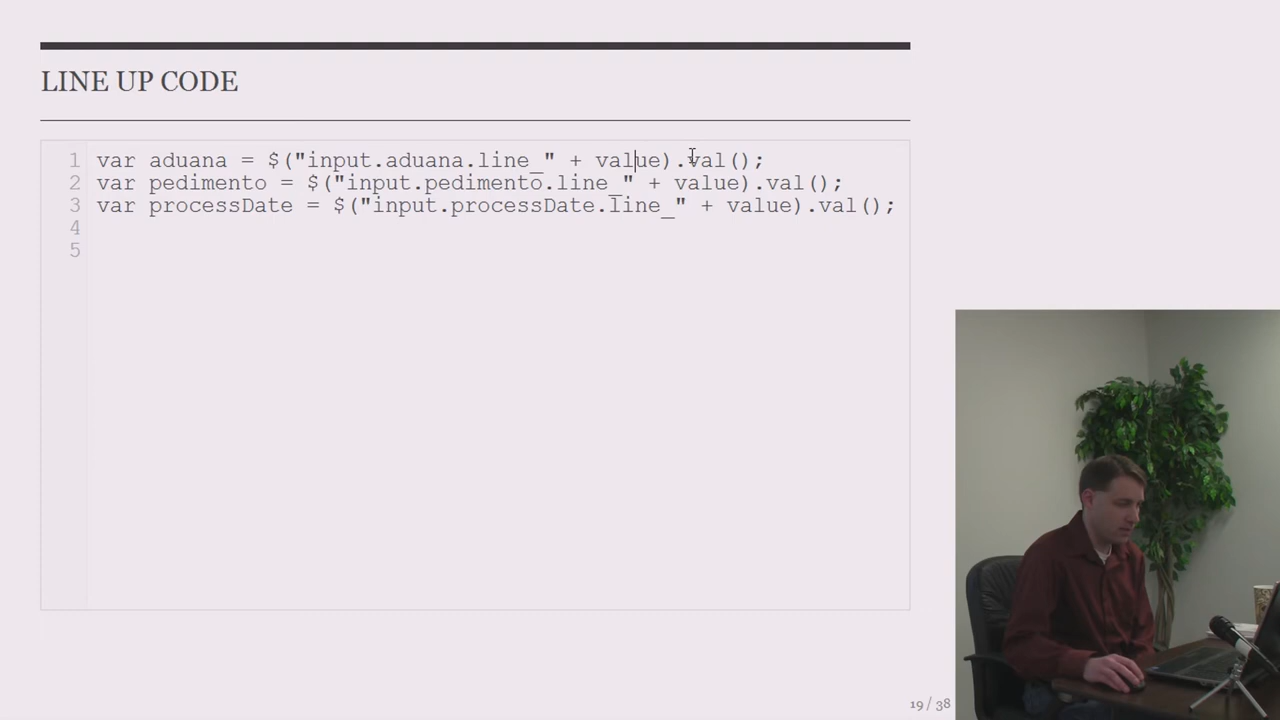 LINE UP CODE
1 var aduana = $("input.aduana.line_" + value).val();
2 var pedimento = $("input.pedimento.line_" + value).val();
3 var processDate = $("input.processDate.line_" + value).val();
4
5
19 / 38